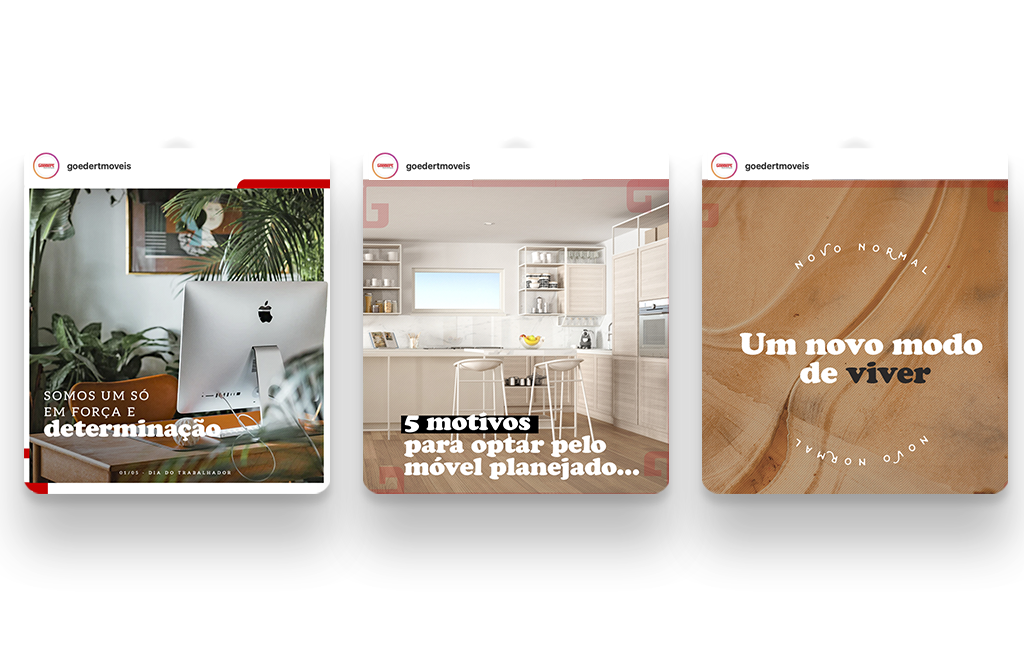 goedertmoveis
SOMOS UM SÓ
EM FORÇA E
determinação
01/05 - DIA DO TRABALHADOR
goedertmoveis
5 motivos
para optar pelo
móvel planejado...
goedertmoveis
NOVO NORMAL
Um novo modo
de viver
NOVO NORMAL